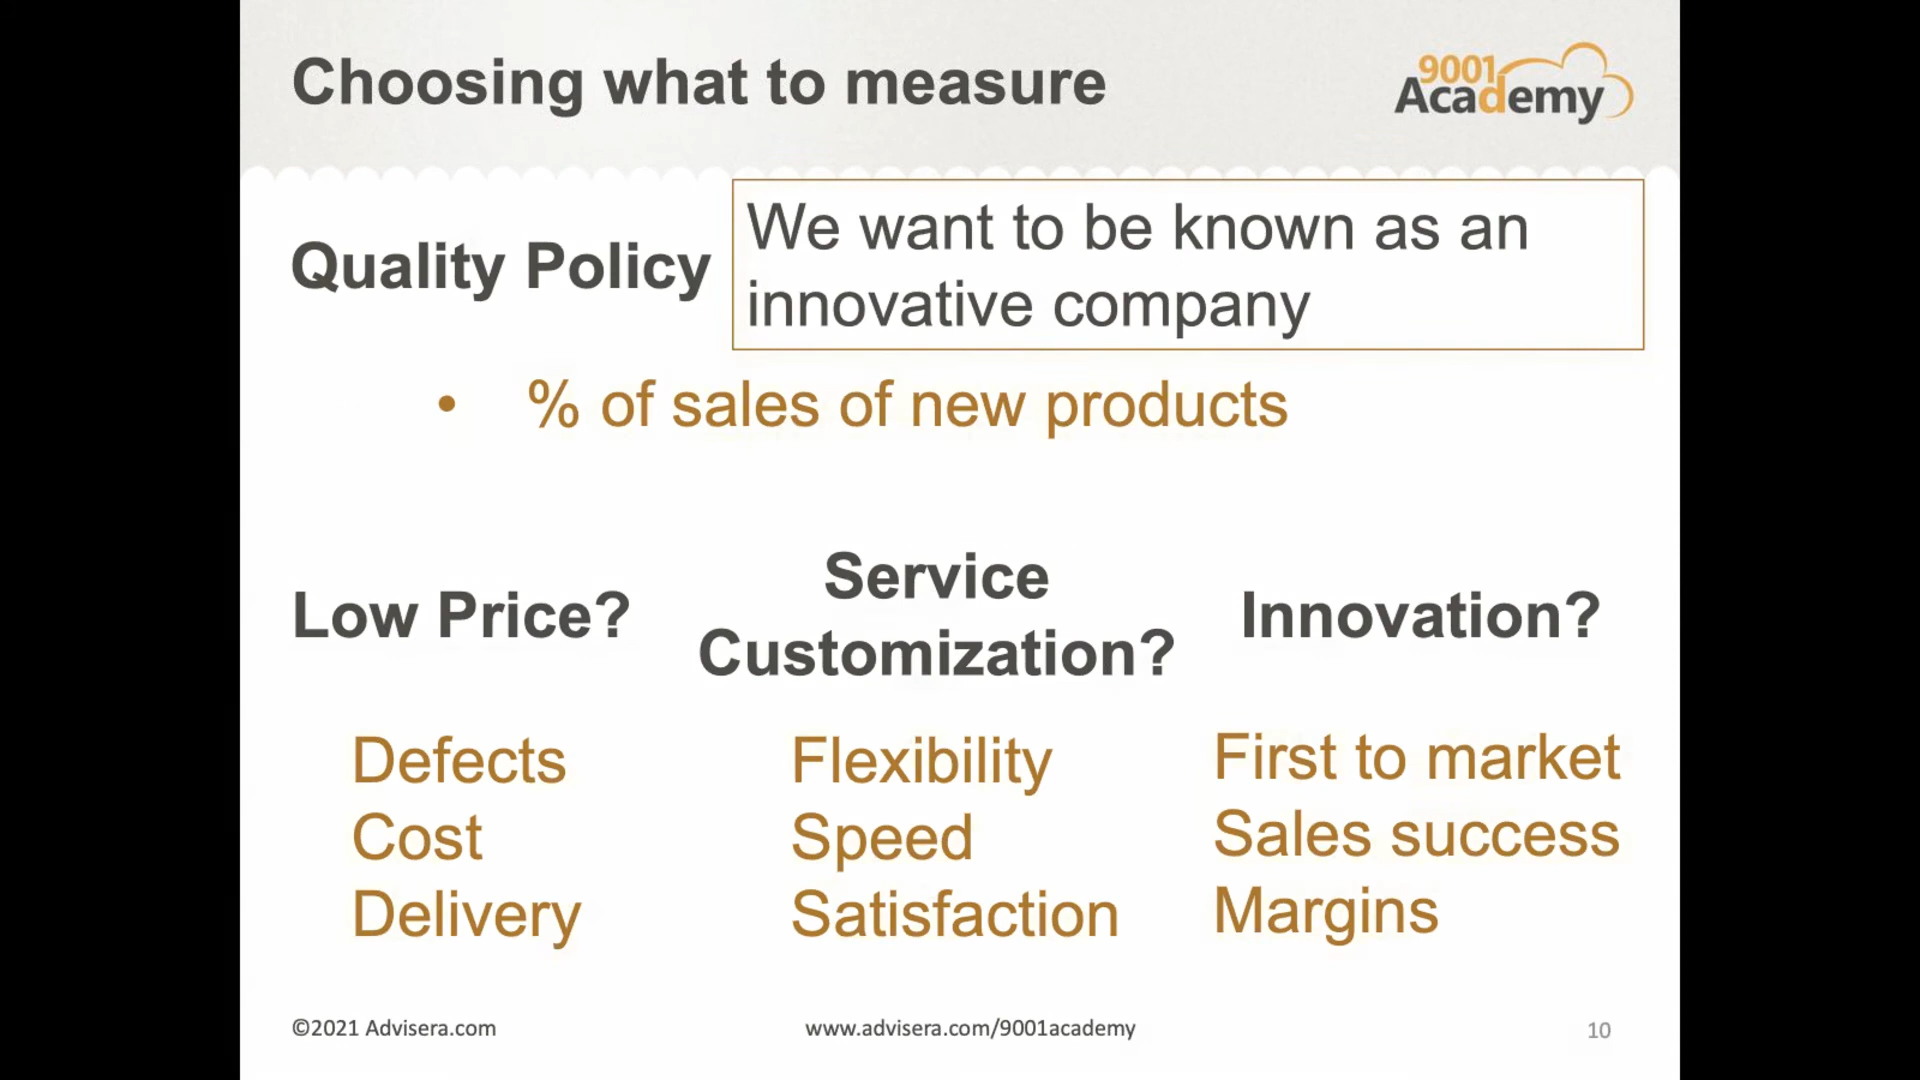 Choosing what to measure
9001
Academy
Quality Policy
We want to be known as an
innovative company
• % of sales of new products
Low Price?
Defects
Cost
Delivery
Service
Customization?
Flexibility
Speed
Satisfaction
Innovation?
First to market
Sales success
Margins
©2021 Advisera.com
www.advisera.com/9001academy
10